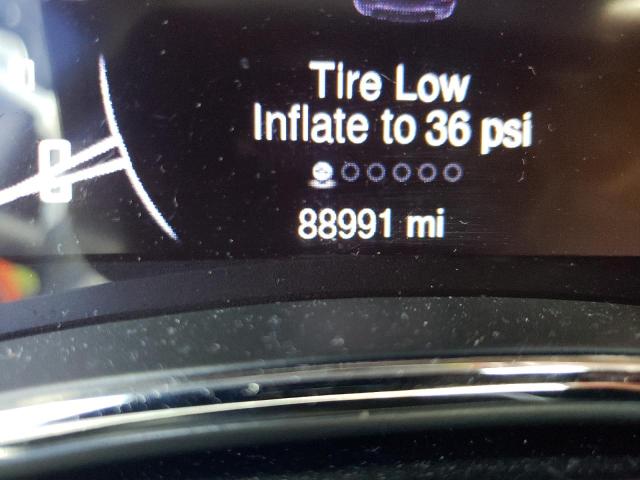 Tire Low
Inflate to 36 psi
88991 mi